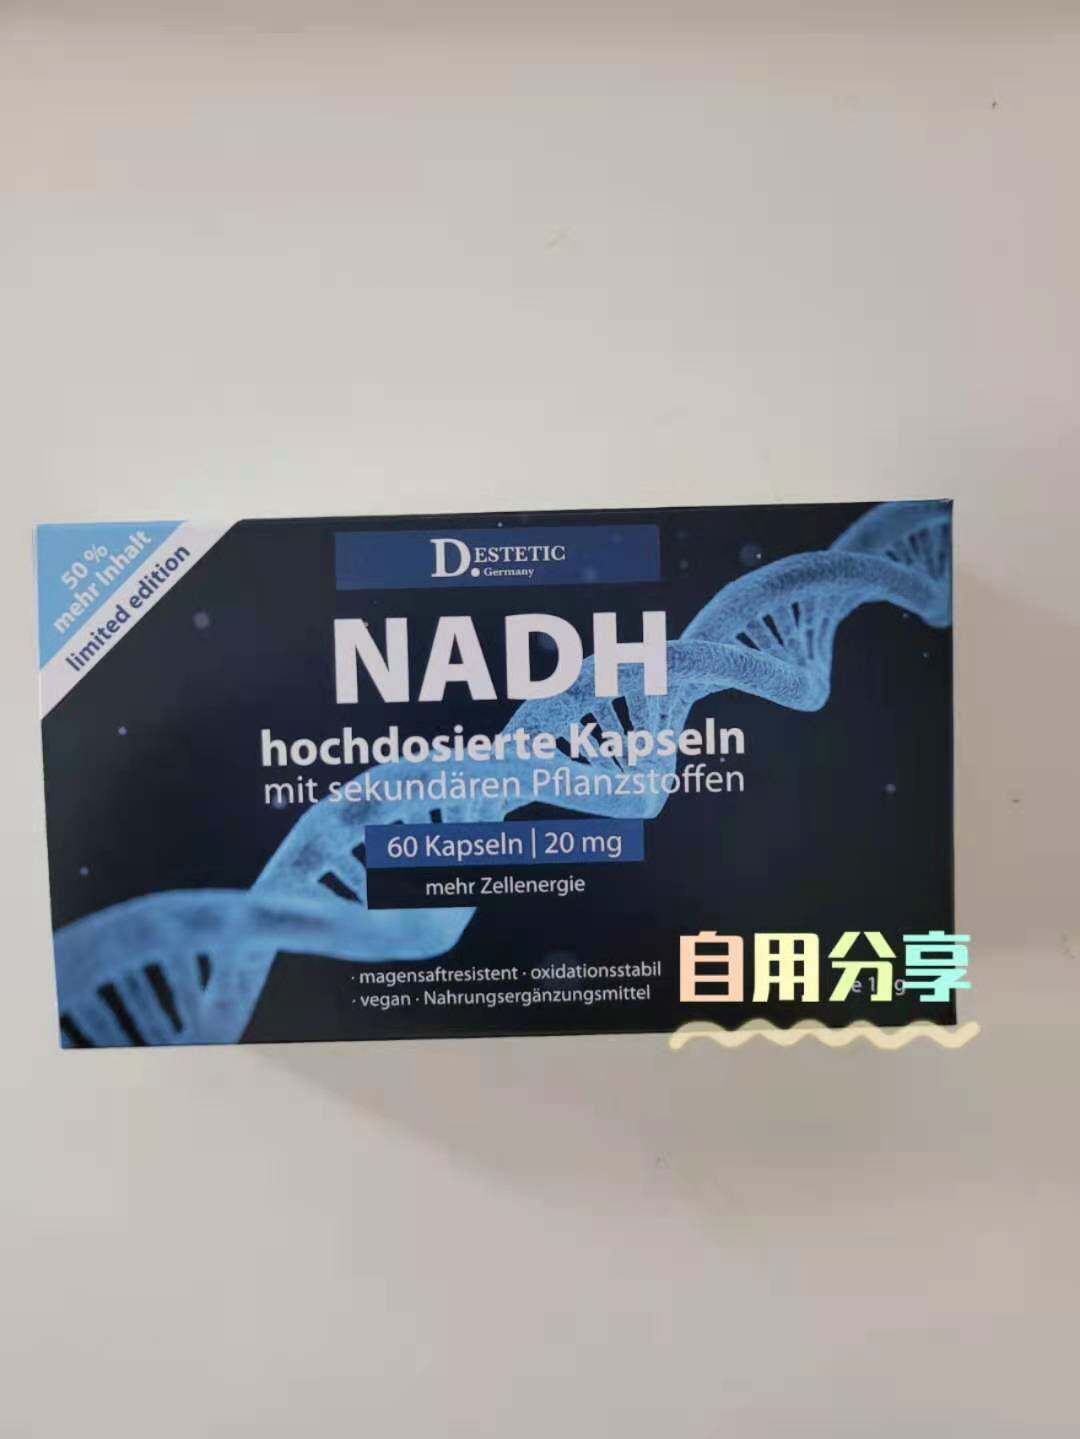 50 %
mehr Inhalt
limited edition
D.ESTETIC
Germany
NADH
hochdosierte Kapseln
mit sekundären Pflanzstoffen
60 Kapseln | 20 mg
mehr Zellenergie
· magensaftresistent · oxidationsstabil
· vegan · Nahrungsergänzungsmittel
自用分享